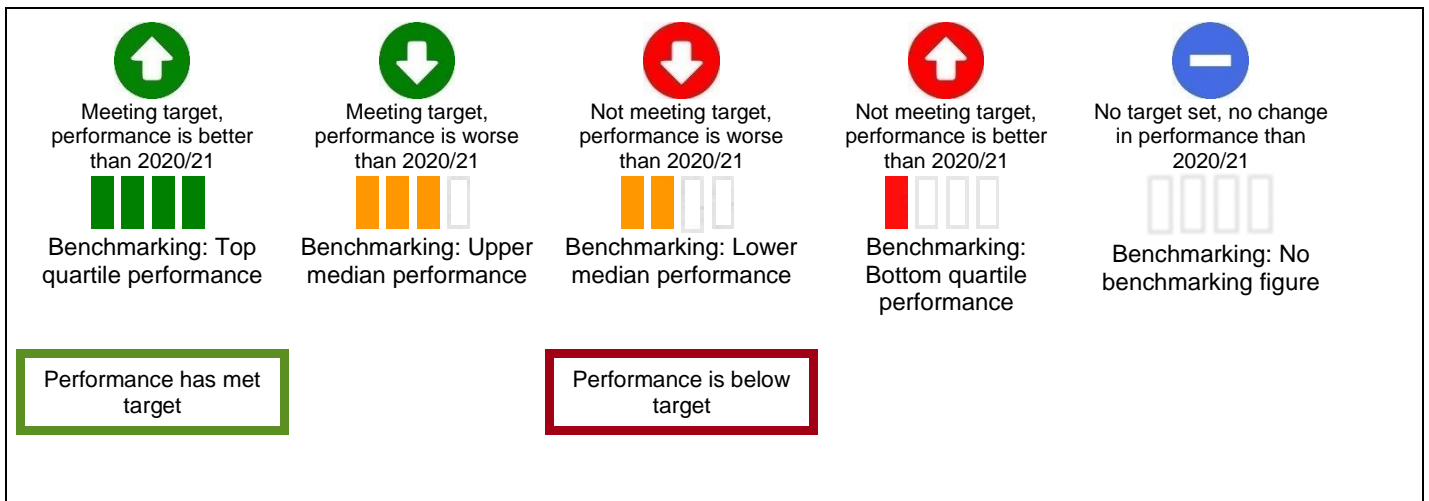 Meeting target,
performance is better
than 2020/21
Benchmarking: Top
quartile performance
Meeting target,
performance is worse
than 2020/21
Benchmarking: Upper
median performance
Not meeting target,
performance is worse
than 2020/21
Benchmarking: Lower
median performance
Not meeting target,
performance is better
than 2020/21
Benchmarking:
Bottom quartile
performance
No target set, no change
in performance than
2020/21
Benchmarking: No
benchmarking figure
Performance has met
target
Performance is below
target